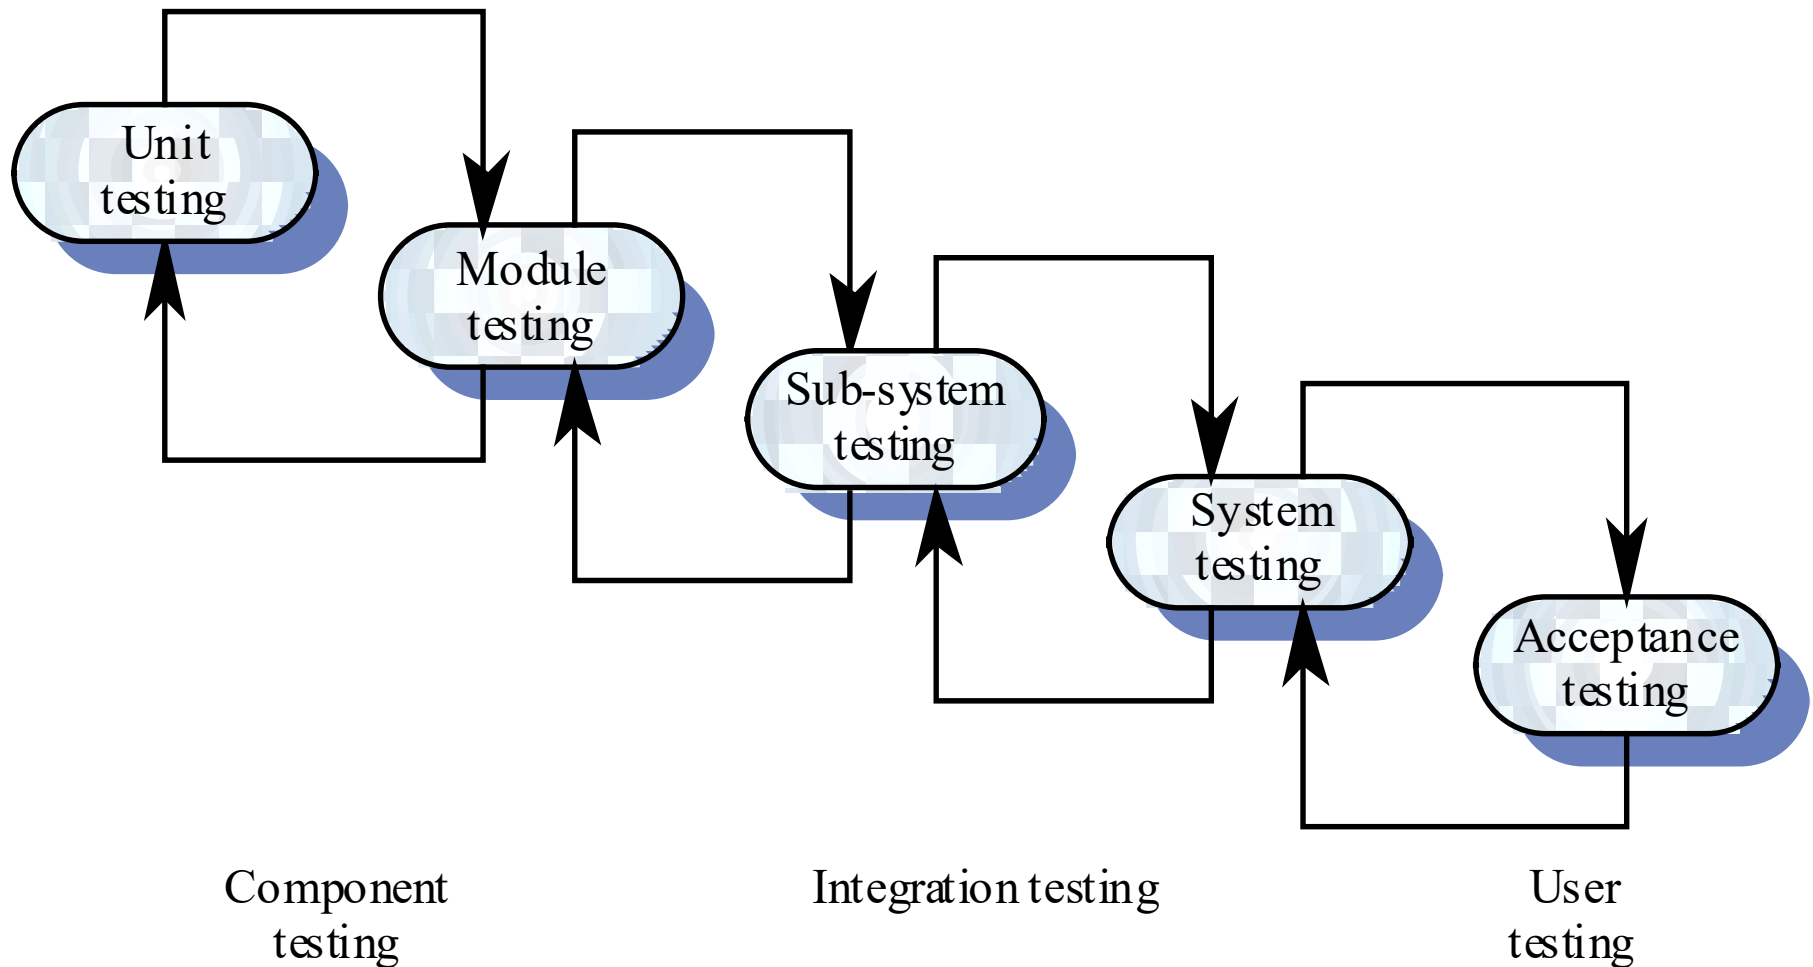 Unit
testing
Module
testing
Sub-system
testing
System
testing
Acceptance
testing
Component
testing
Integration testing
User
testing